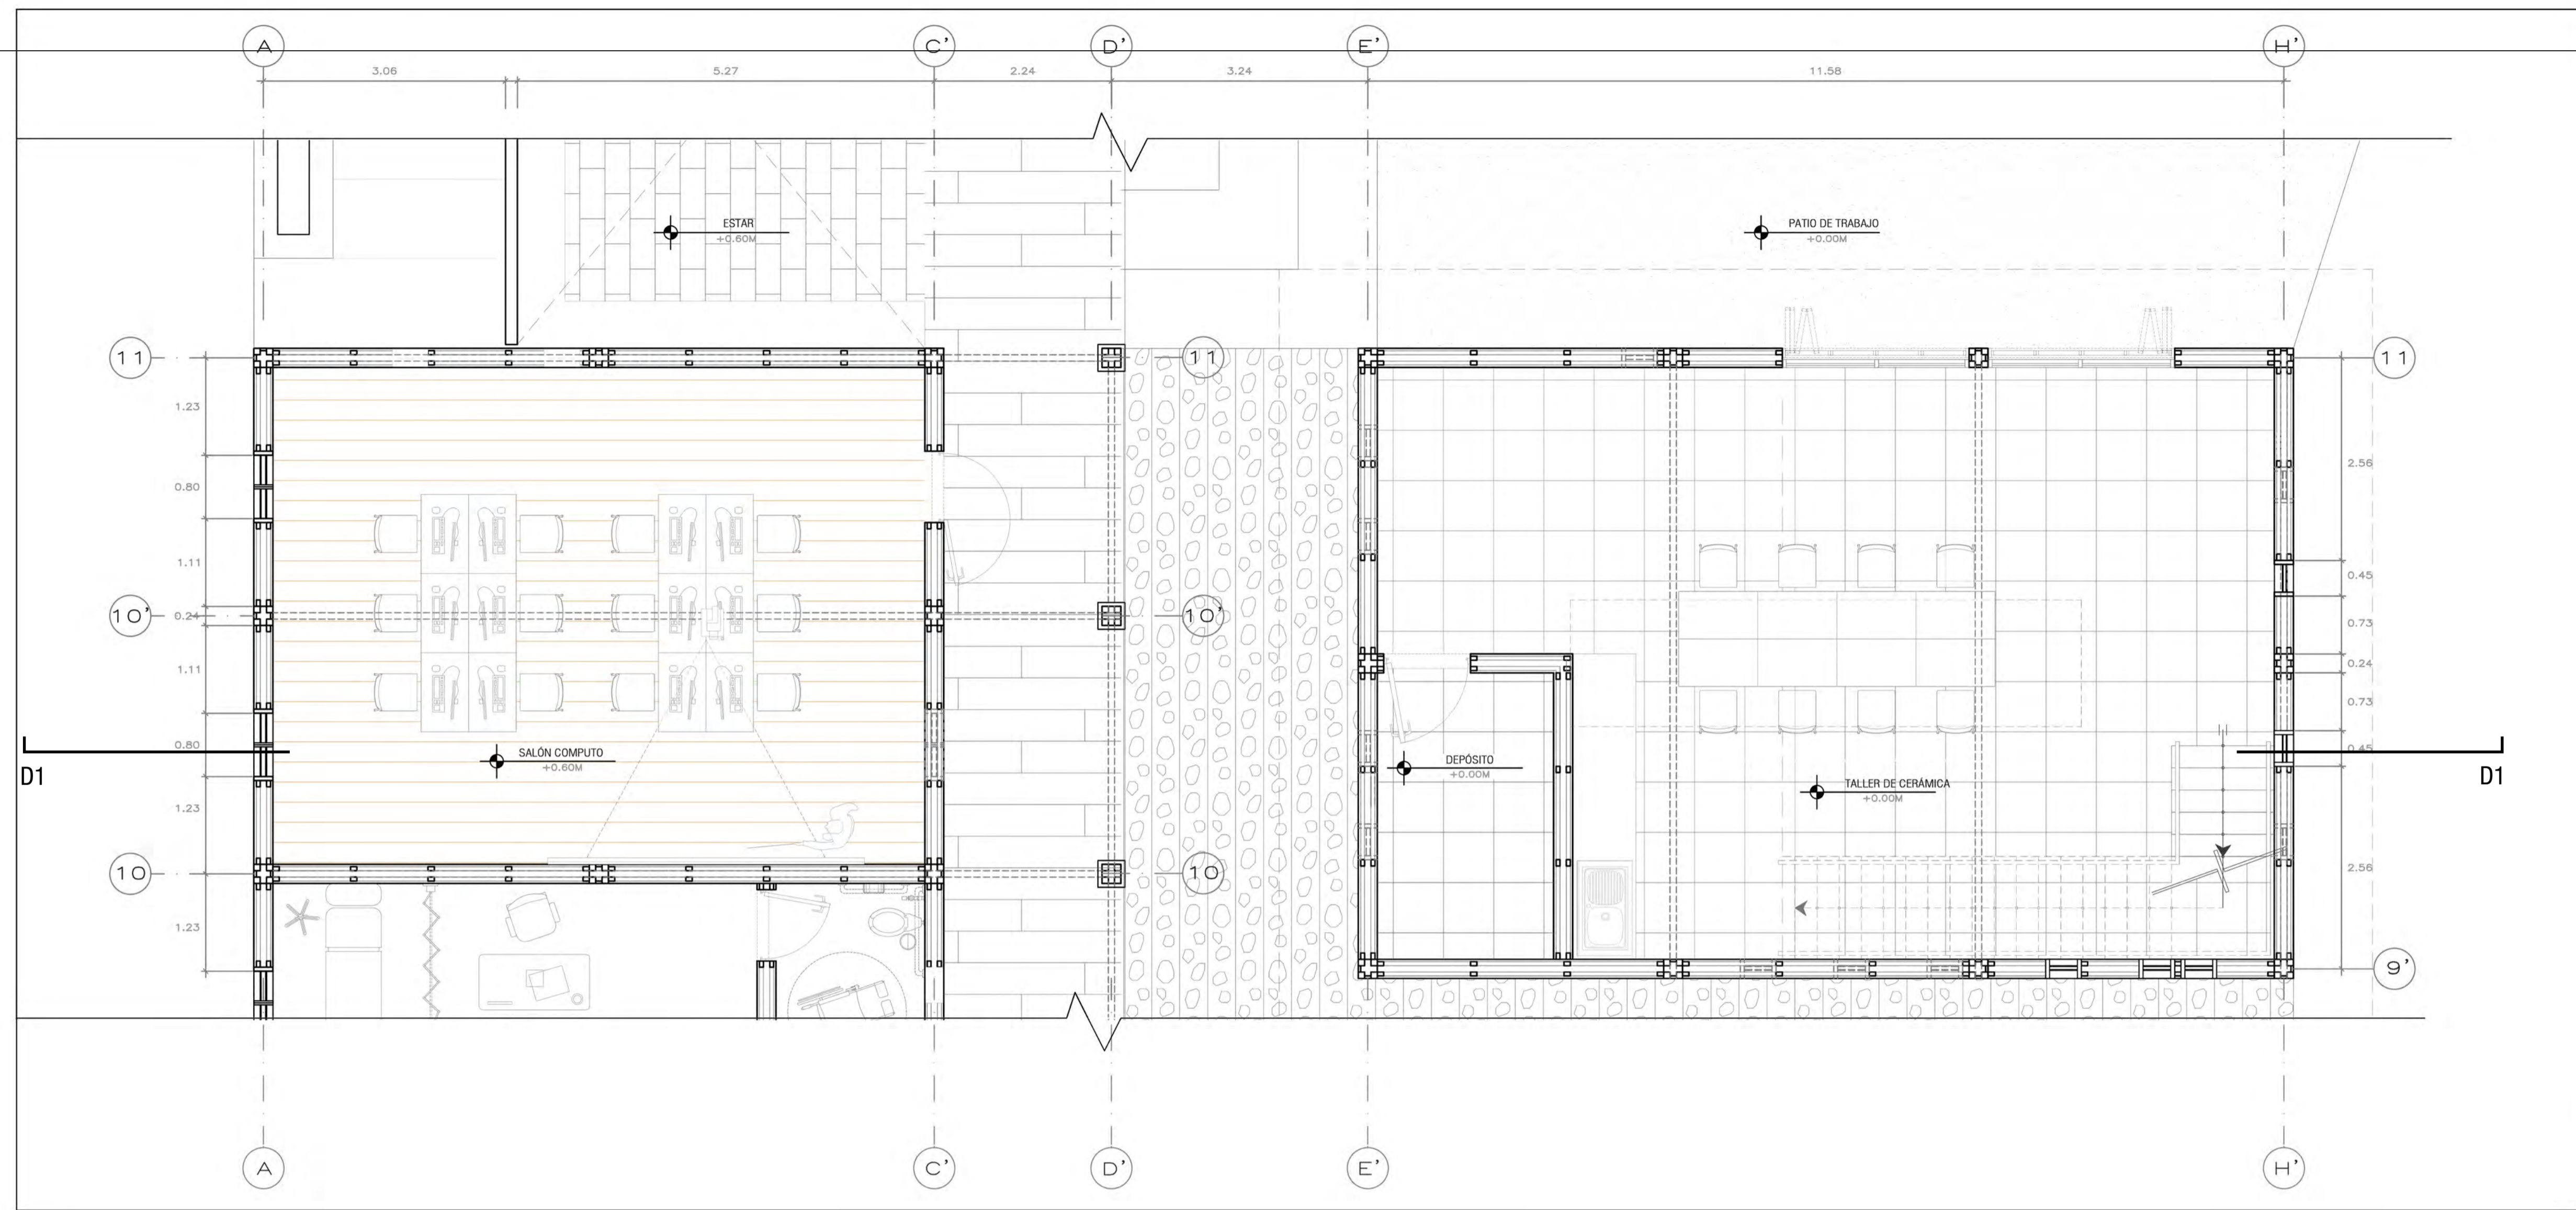 A C' D' E' H'
3.06 5.27 2.24 3.24 11.58
ESTAR
+0.60M
PATIO DE TRABAJO
+0.00M
11 11 11
1.23
2.56
0.80
1.11
0.45
10' 0.24 10'
0.73
0.24
1.11
0.73
0.80
0.45
D1 D1
SALÓN COMPUTO
+0.60M
DEPÓSITO
+0.00M
TALLER DE CERÁMICA
+0.00M
1.23
10 10
2.56
1.23
9'
A C' D' E' H'